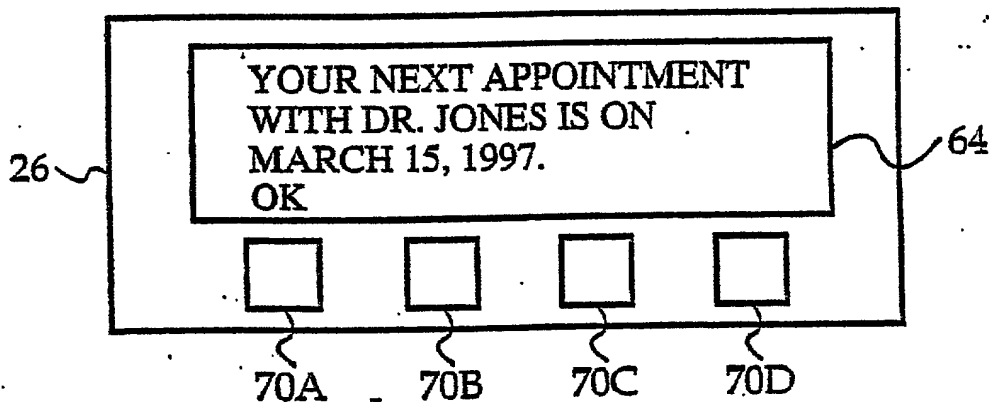 YOUR NEXT APPOINTMENT
WITH DR. JONES IS ON
MARCH 15, 1997.
OK
26
64
70A 70B 70C 70D